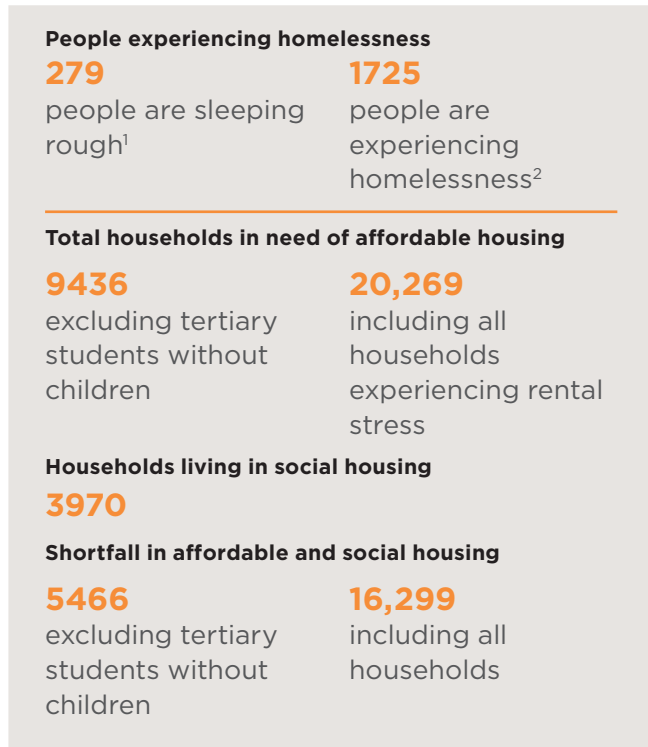 People experiencing homelessness
279
people are sleeping
rough¹
1725
people are
experiencing
homelessness²
Total households in need of affordable housing
9436
excluding tertiary
students without
children
20,269
including all
households
experiencing rental
stress
Households living in social housing
3970
Shortfall in affordable and social housing
5466
excluding tertiary
students without
children
16,299
including all
households